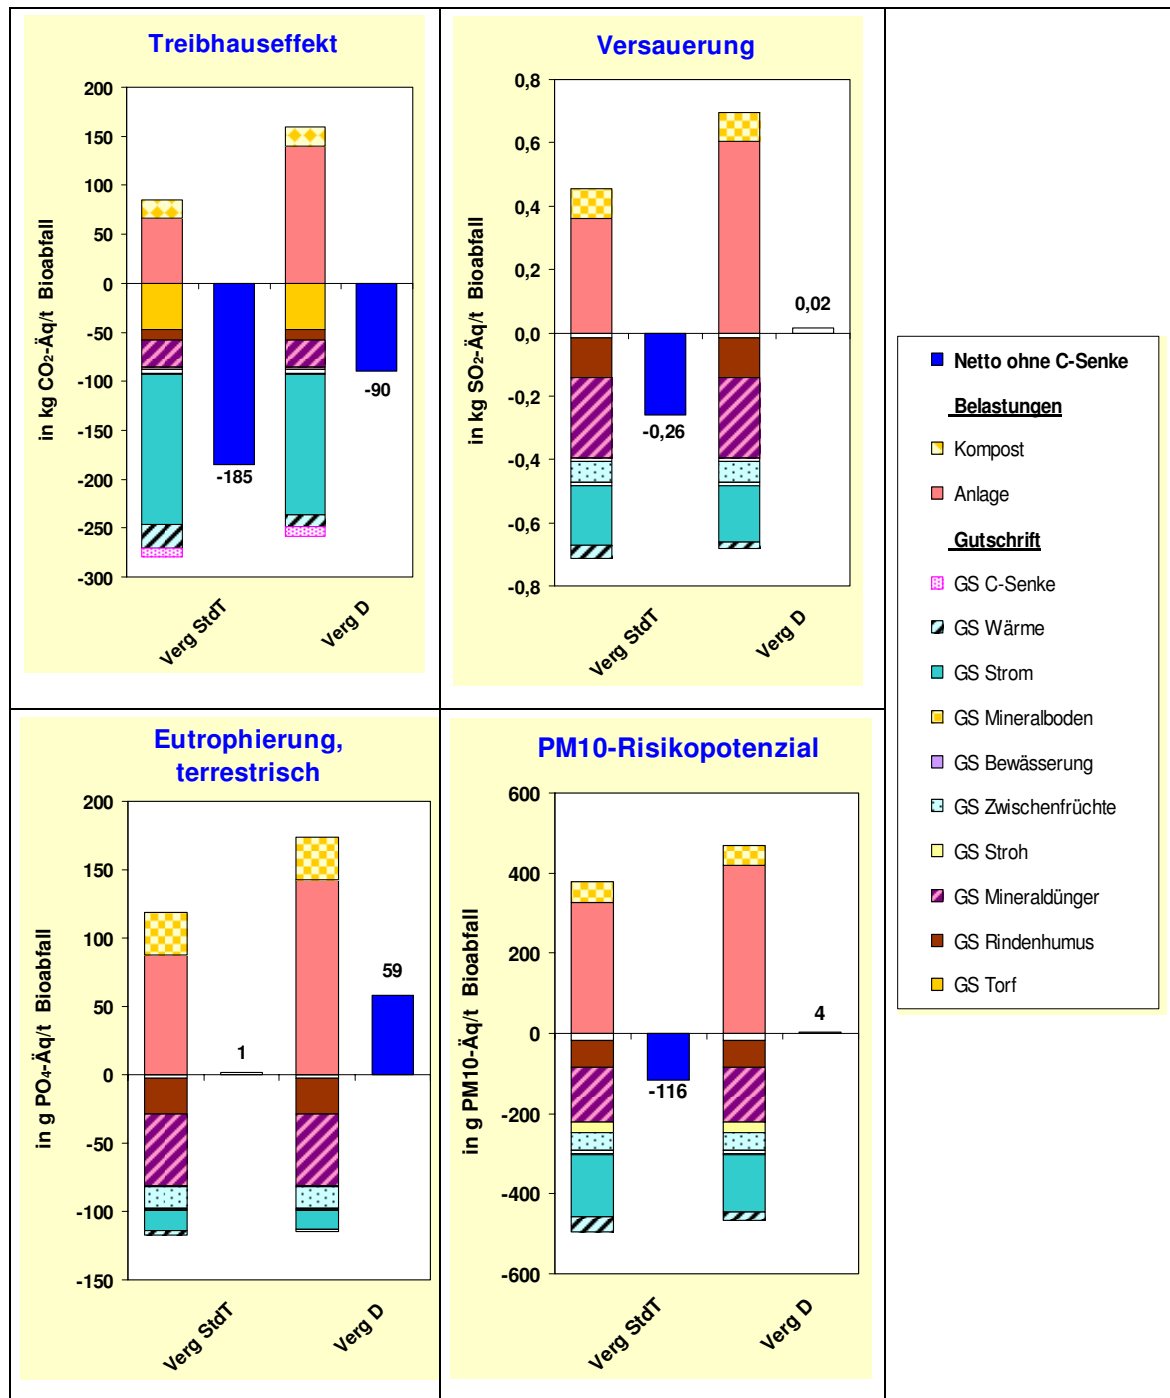 Treibhauseffekt
in kg CO₂-Äq/t Bioabfall
200
150
100
50
0
-50
-100
-150
-200
-250
-300
-185
-90
Verg StdT
Verg D
Versauerung
in kg SO₂-Äq/t Bioabfall
0,8
0,6
0,4
0,2
0,0
-0,2
-0,4
-0,6
-0,8
-0,26
0,02
Verg StdT
Verg D
Eutrophierung,
terrestrisch
in g PO₄-Äq/t Bioabfall
200
150
100
50
0
-50
-100
-150
1
59
Verg StdT
Verg D
PM10-Risikopotenzial
in g PM10-Äq/t Bioabfall
600
400
200
0
-200
-400
-600
-116
4
Verg StdT
Verg D
Netto ohne C-Senke
Belastungen
Kompost
Anlage
Gutschrift
GS C-Senke
GS Wärme
GS Strom
GS Mineralboden
GS Bewässerung
GS Zwischenfrüchte
GS Stroh
GS Mineraldünger
GS Rindenhumus
GS Torf